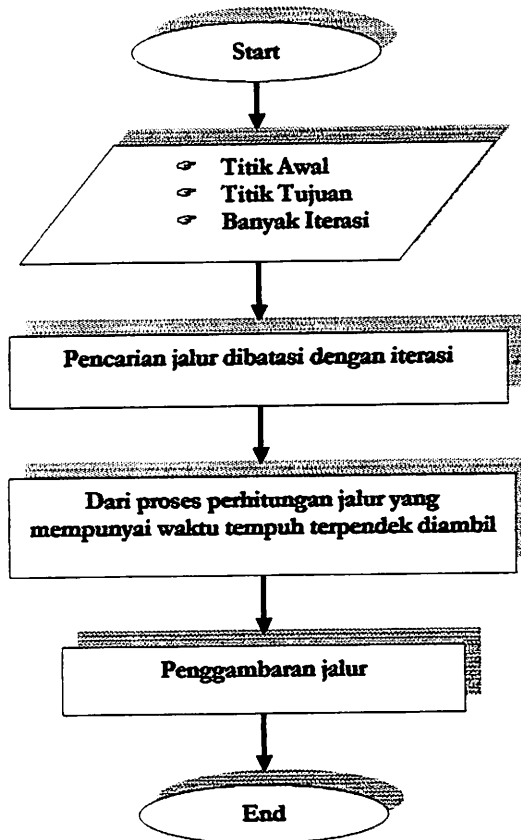 Start
☞ Titik Awal
☞ Titik Tujuan
☞ Banyak Iterasi
Pencarian jalur dibatasi dengan iterasi
Dari proses perhitungan jalur yang
mempunyai waktu tempuh terpendek diambil
Penggambaran jalur
End